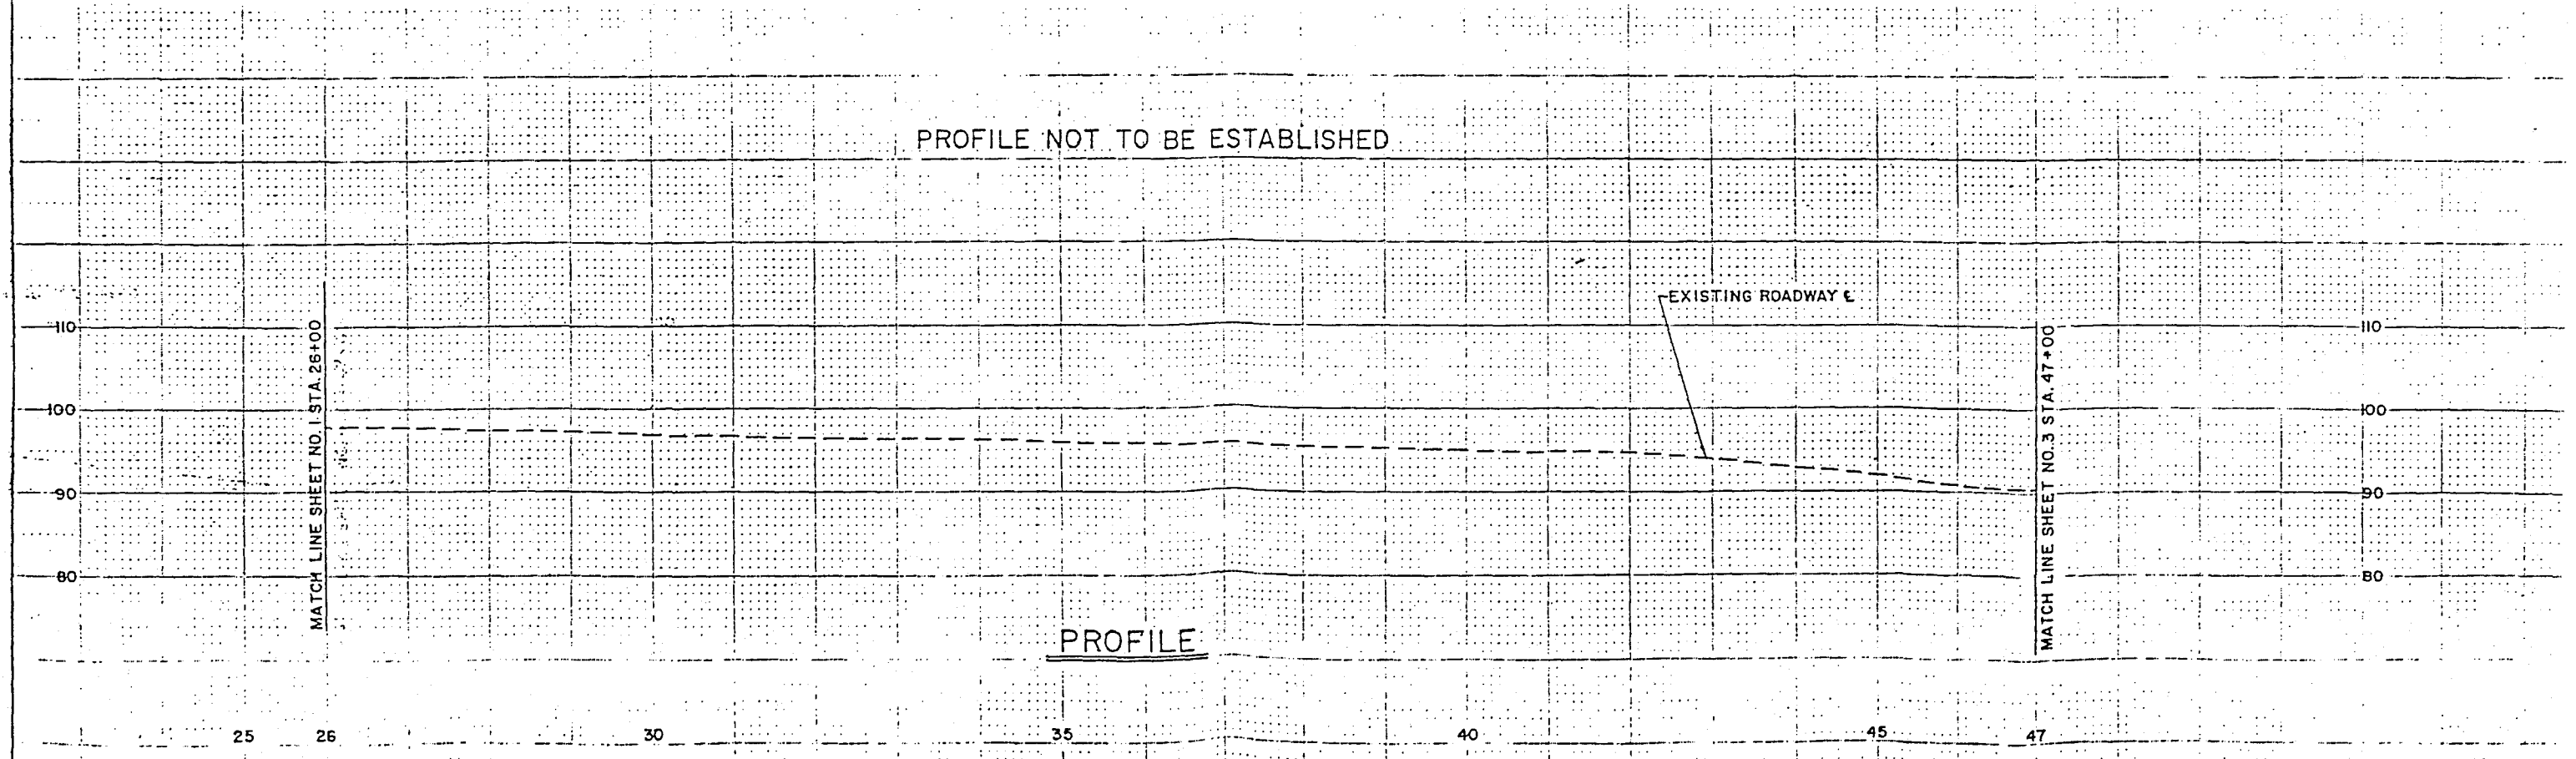 PROFILE NOT TO BE ESTABLISHED
EXISTING ROADWAY ℄
110
110
100
100
90
90
80
80
MATCH LINE SHEET NO. 1 STA. 26+00
MATCH LINE SHEET NO. 3 STA. 47+00
PROFILE
25 26 30 35 40 45 47